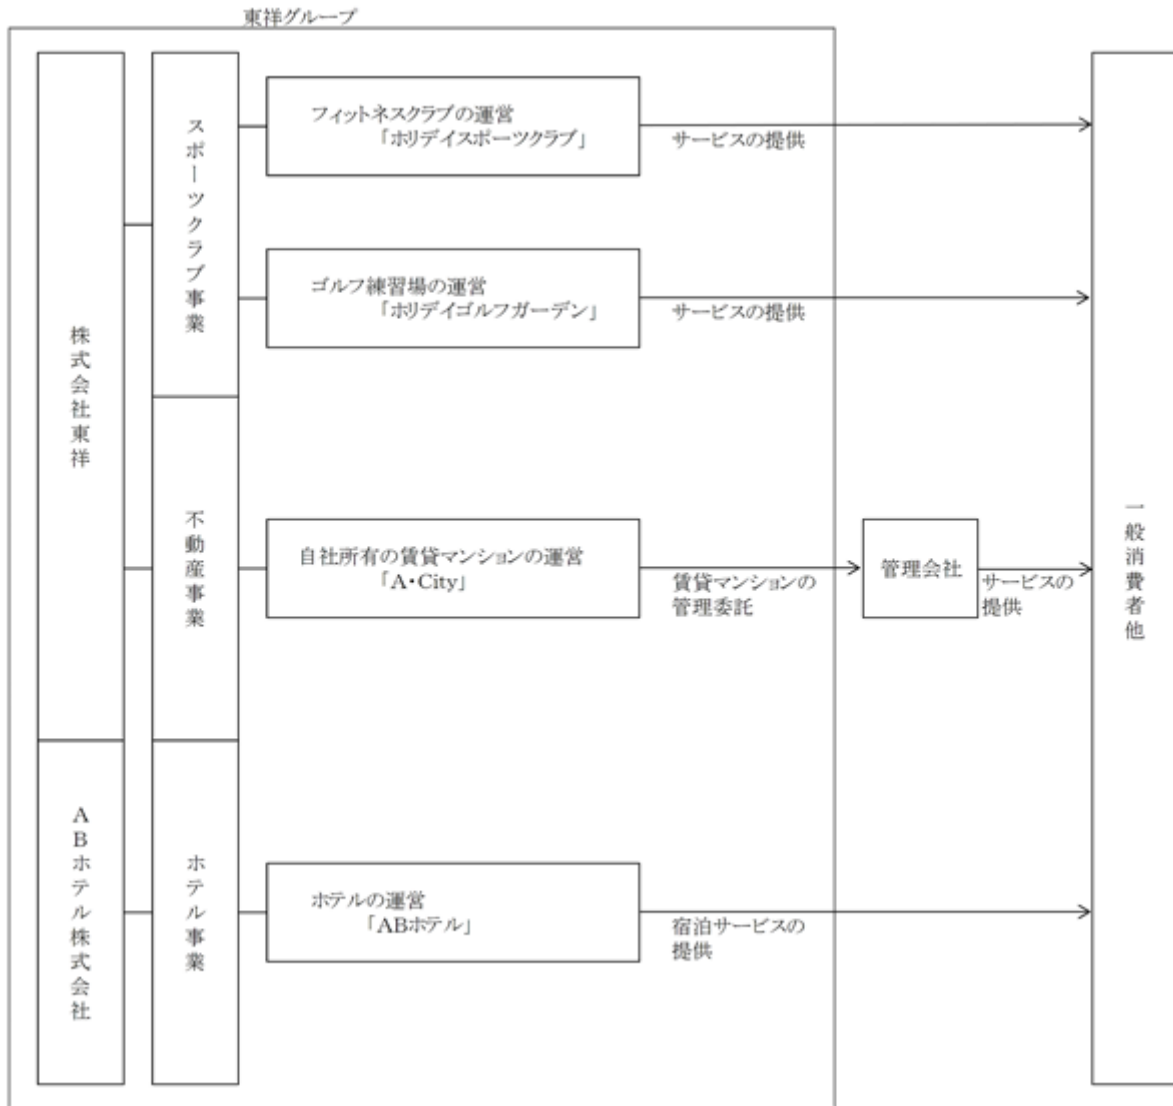 東祥グループ
株式会社東祥
ABホテル株式会社
スポーツクラブ事業
不動産事業
ホテル事業
フィットネスクラブの運営
「ホリデイスポーツクラブ」
サービスの提供
ゴルフ練習場の運営
「ホリデイゴルフガーデン」
サービスの提供
自社所有の賃貸マンションの運営
「A・City」
賃貸マンションの
管理委託
管理会社
サービスの
提供
ホテルの運営
「ABホテル」
宿泊サービスの
提供
一般消費者他